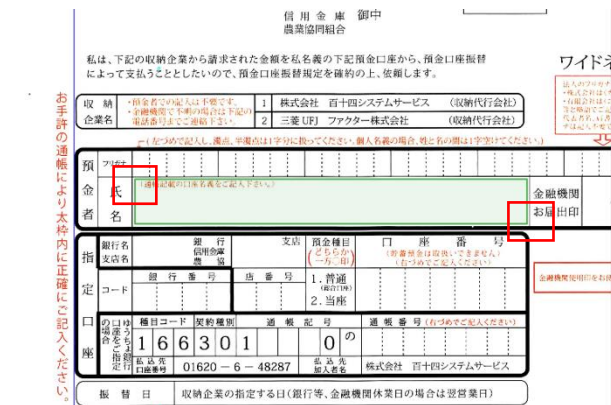 信用金庫 御中
農業協同組合
私は、下記の収納企業から請求された金額を私名義の下記預金口座から、預金口座振替
によって支払うこととしたいので、預金口座振替規定を確約の上、依頼します。
ワイドネ
お手許の通帳により太枠内に正確にご記入ください。
収納企業名
・預金者での記入は不要です。
・金融機関で不明の場合は下記の
電話番号までご連絡下さい。
1 株式会社 百十四システムサービス (収納代行会社)
2 三菱UFJ ファクター株式会社 (収納代行会社)
(左づめで記入し、濁点、半濁点は1字分に扱ってください。個人名義の場合、姓と名の間は1字空けてください。)
預金者
フリガナ
氏名
(通帳記載の口座名義をご記入下さい。)
金融機関
お届出印
指定口座
銀行名
支店名
銀行
信用金庫
農協
支店
預金種目
(どちらか一方に印)
口座番号
(貯蓄預金は取扱いできません)
(右づめでご記入ください)
コード
銀行番号
店番号
1.普通
(総合口座)
2.当座
ゆうちょ銀行口座をご指定の場合
種目コード 契約種別 通帳記号 通帳番号(右づめでご記入ください)
1 6 6 3 0 1 0 の
払込先口座番号 01620 - 6 - 48287 払込先加入者名 株式会社 百十四システムサービス
振替日 収納企業の指定する日(銀行等、金融機関休業日の場合は翌営業日)